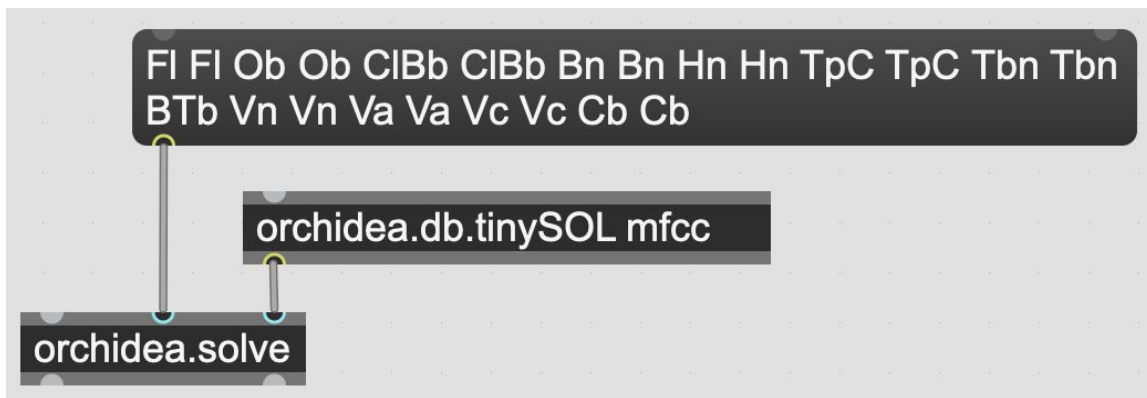 Fl Fl Ob Ob ClBb ClBb Bn Bn Hn Hn TpC TpC Tbn Tbn
BTb Vn Vn Va Va Vc Vc Cb Cb
orchidea.db.tinySOL mfcc
orchidea.solve